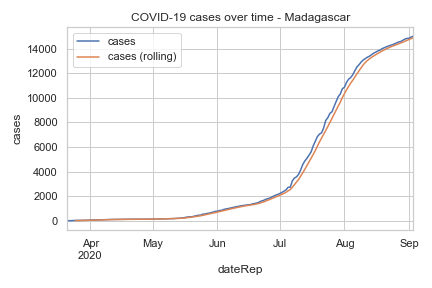 COVID-19 cases over time - Madagascar
cases
cases (rolling)
14000
12000
10000
8000
6000
4000
2000
0
cases
Apr
2020
May
Jun
Jul
Aug
Sep
dateRep